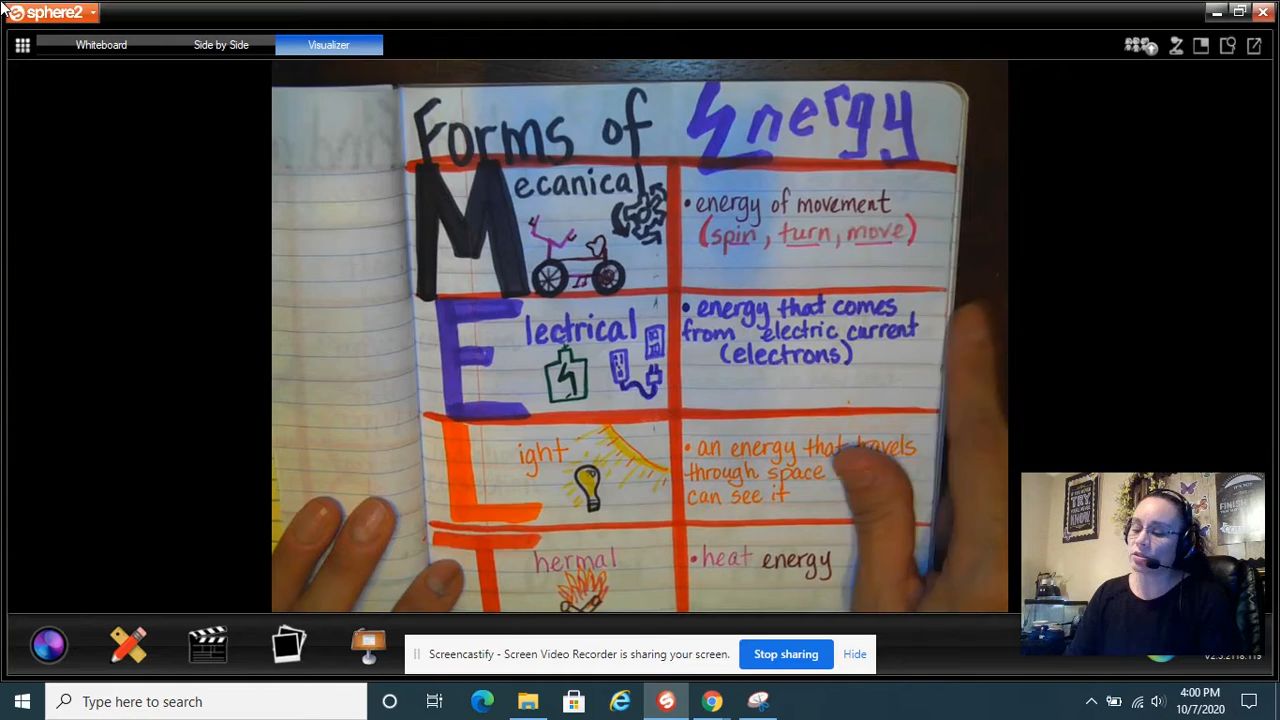 sphere2
Whiteboard Side by Side Visualizer
Forms of Energy
Mecanical
• energy of movement
(spin, turn, move)
Electrical
• energy that comes
from electric current
(electrons)
Light
• an energy that travels
through space
can see it
Thermal
• heat energy
Screencastify - Screen Video Recorder is sharing your screen. Stop sharing Hide
Type here to search
4:00 PM
10/7/2020